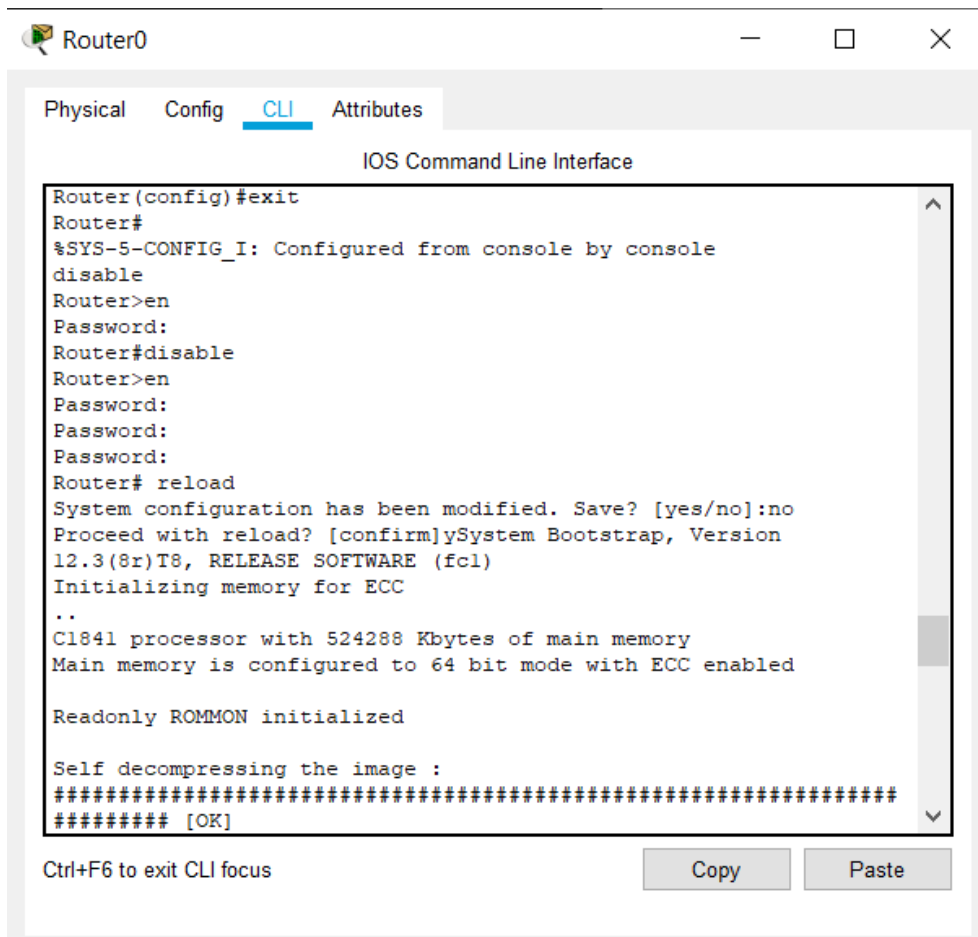 Router0
Physical Config CLI Attributes
IOS Command Line Interface
Router(config)#exit
Router#
%SYS-5-CONFIG_I: Configured from console by console
disable
Router>en
Password:
Router#disable
Router>en
Password:
Password:
Password:
Router# reload
System configuration has been modified. Save? [yes/no]:no
Proceed with reload? [confirm]ySystem Bootstrap, Version
12.3(8r)T8, RELEASE SOFTWARE (fc1)
Initializing memory for ECC
..
C1841 processor with 524288 Kbytes of main memory
Main memory is configured to 64 bit mode with ECC enabled
Readonly ROMMON initialized
Self decompressing the image :
#################################################################
######### [OK]
Ctrl+F6 to exit CLI focus
Copy Paste